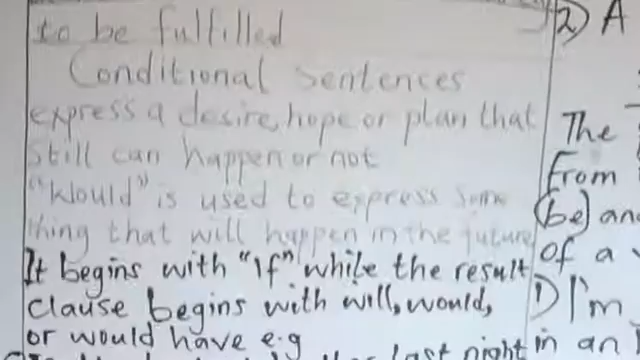 to be fulfilled
Conditional sentences
express a desire, hope or plan that
still can happen or not
"Would" is used to express some
thing that will happen in the future
It begins with "If" while the result
clause begins with will, would,
or would have e.g
last night
2) A
The
from
(be) and
of a
1) I'm
in an